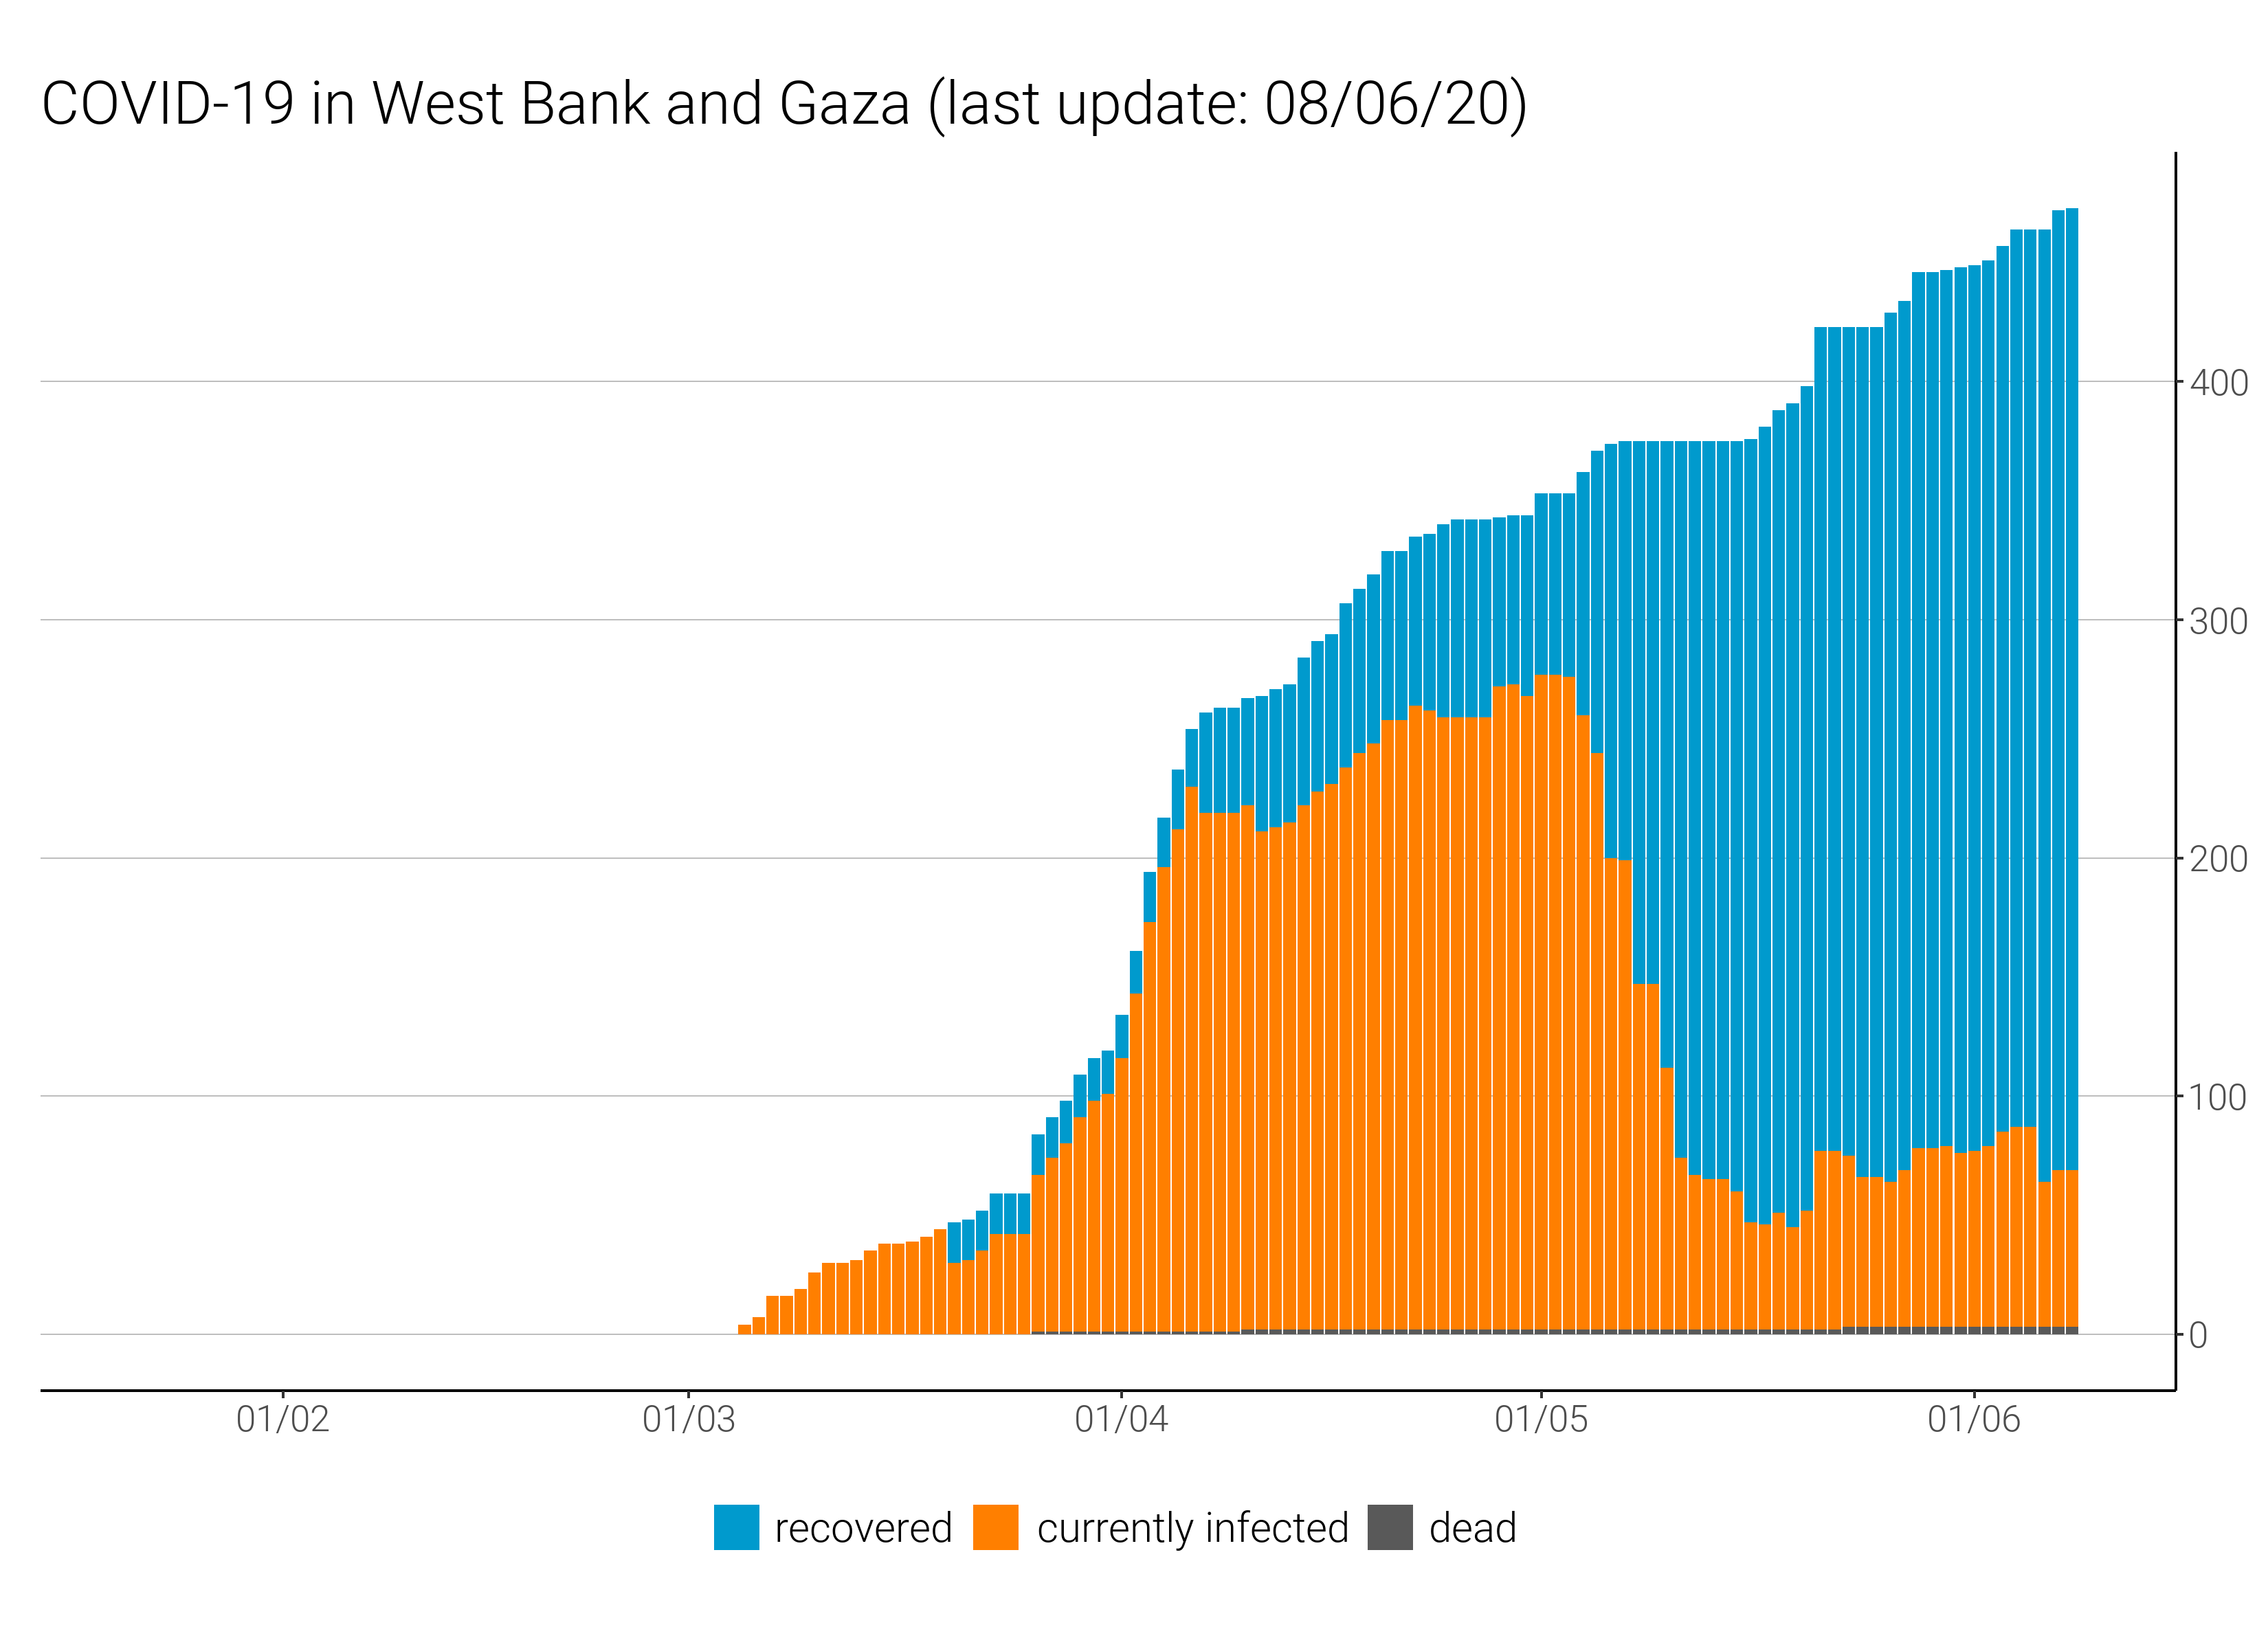 COVID-19 in West Bank and Gaza (last update: 08/06/20)
400
300
200
100
0
01/02 01/03 01/04 01/05 01/06
recovered currently infected dead